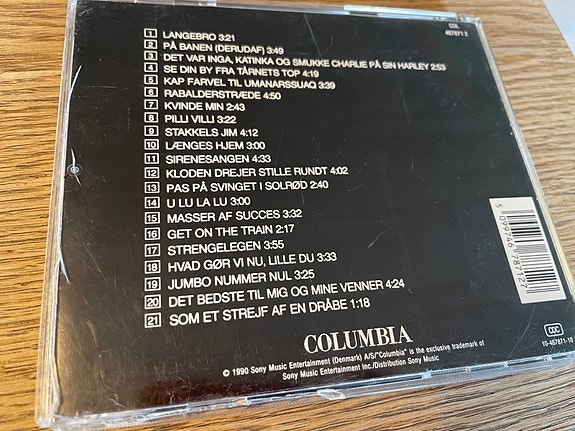 COL
467871 2
1 LANGEBRO 3:21
2 PÅ BANEN (DERUDAF) 3:49
3 DET VAR INGA, KATINKA OG SMUKKE CHARLIE PÅ SIN HARLEY 2:53
4 SE DIN BY FRA TÅRNETS TOP 4:19
5 KAP FARVEL TIL UMANARSSUAQ 3:39
6 RABALDERSTRÆDE 4:50
7 KVINDE MIN 2:43
8 PILLI VILLI 3:22
9 STAKKELS JIM 4:12
10 LÆNGES HJEM 3:00
11 SIRENESANGEN 4:33
12 KLODEN DREJER STILLE RUNDT 4:02
13 PAS PÅ SVINGET I SOLRØD 2:40
14 U LU LA LU 3:00
15 MASSER AF SUCCES 3:32
16 GET ON THE TRAIN 2:17
17 STRENGELEGEN 3:55
18 HVAD GØR VI NU, LILLE DU 3:33
19 JUMBO NUMMER NUL 3:25
20 DET BEDSTE TIL MIG OG MINE VENNER 4:24
21 SOM ET STREJF AF EN DRÅBE 1:18
5 099746 787127
COLUMBIA
© 1990 Sony Music Entertainment (Denmark) A/S/"Columbia" is the exclusive trademark of
Sony Music Entertainment Inc./Distribution Sony Music
CDC
10-467871-10